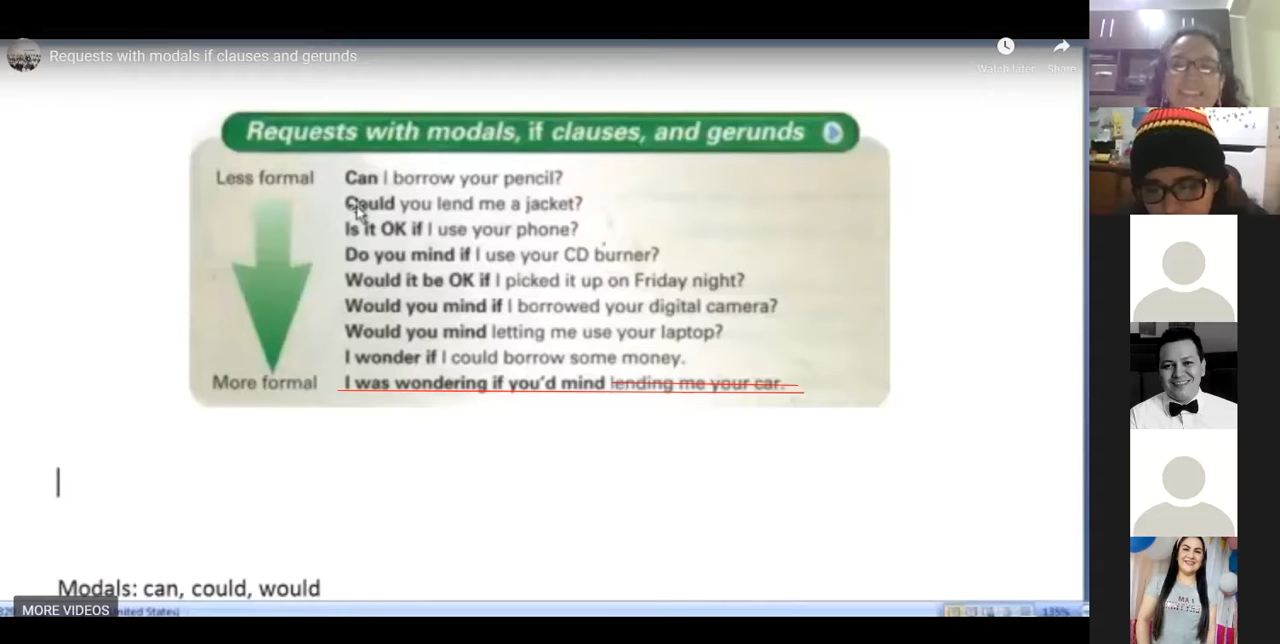 Requests with modals if clauses and gerunds
Watch later
Share
Requests with modals, if clauses, and gerunds
Less formal
Can I borrow your pencil?
Could you lend me a jacket?
Is it OK if I use your phone?
Do you mind if I use your CD burner?
Would it be OK if I picked it up on Friday night?
Would you mind if I borrowed your digital camera?
Would you mind letting me use your laptop?
I wonder if I could borrow some money.
More formal
I was wondering if you'd mind lending me your car.
Modals: can, could, would
MORE VIDEOS
States)
135%